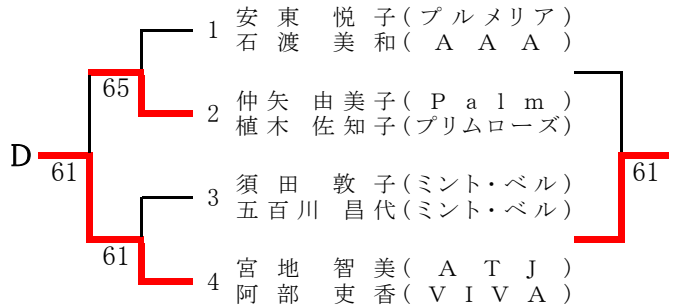 1 安東 悦子(プルメリア)
石渡 美和(AAA)
65
2 仲矢 由美子(Palm)
植木 佐知子(プリムローズ)
D 61 61
3 須田 敦子(ミント・ベル)
五百川 昌代(ミント・ベル)
61
4 宮地 智美(ATJ)
阿部 吏香(VIVA)